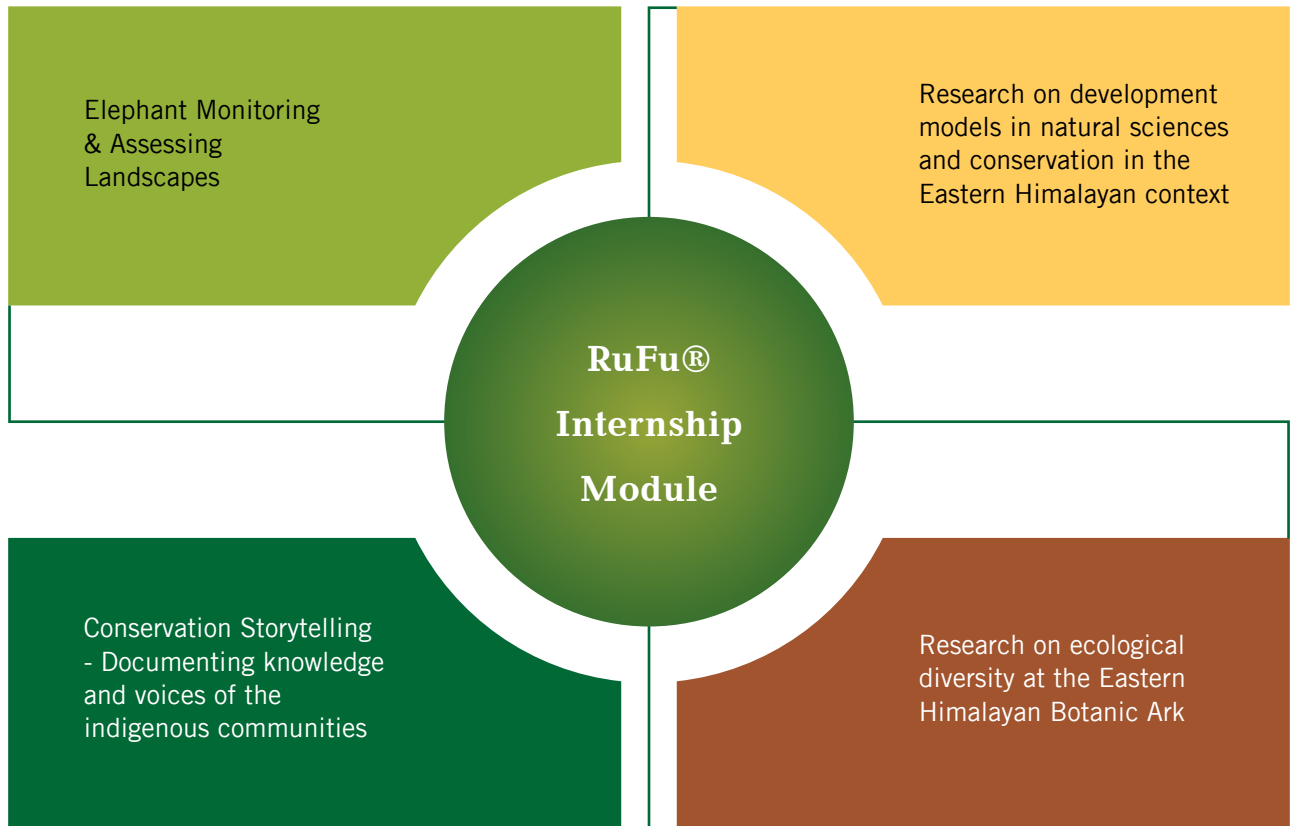 Elephant Monitoring
& Assessing
Landscapes
Research on development
models in natural sciences
and conservation in the
Eastern Himalayan context
RuFu®
Internship
Module
Conservation Storytelling
- Documenting knowledge
and voices of the
indigenous communities
Research on ecological
diversity at the Eastern
Himalayan Botanic Ark